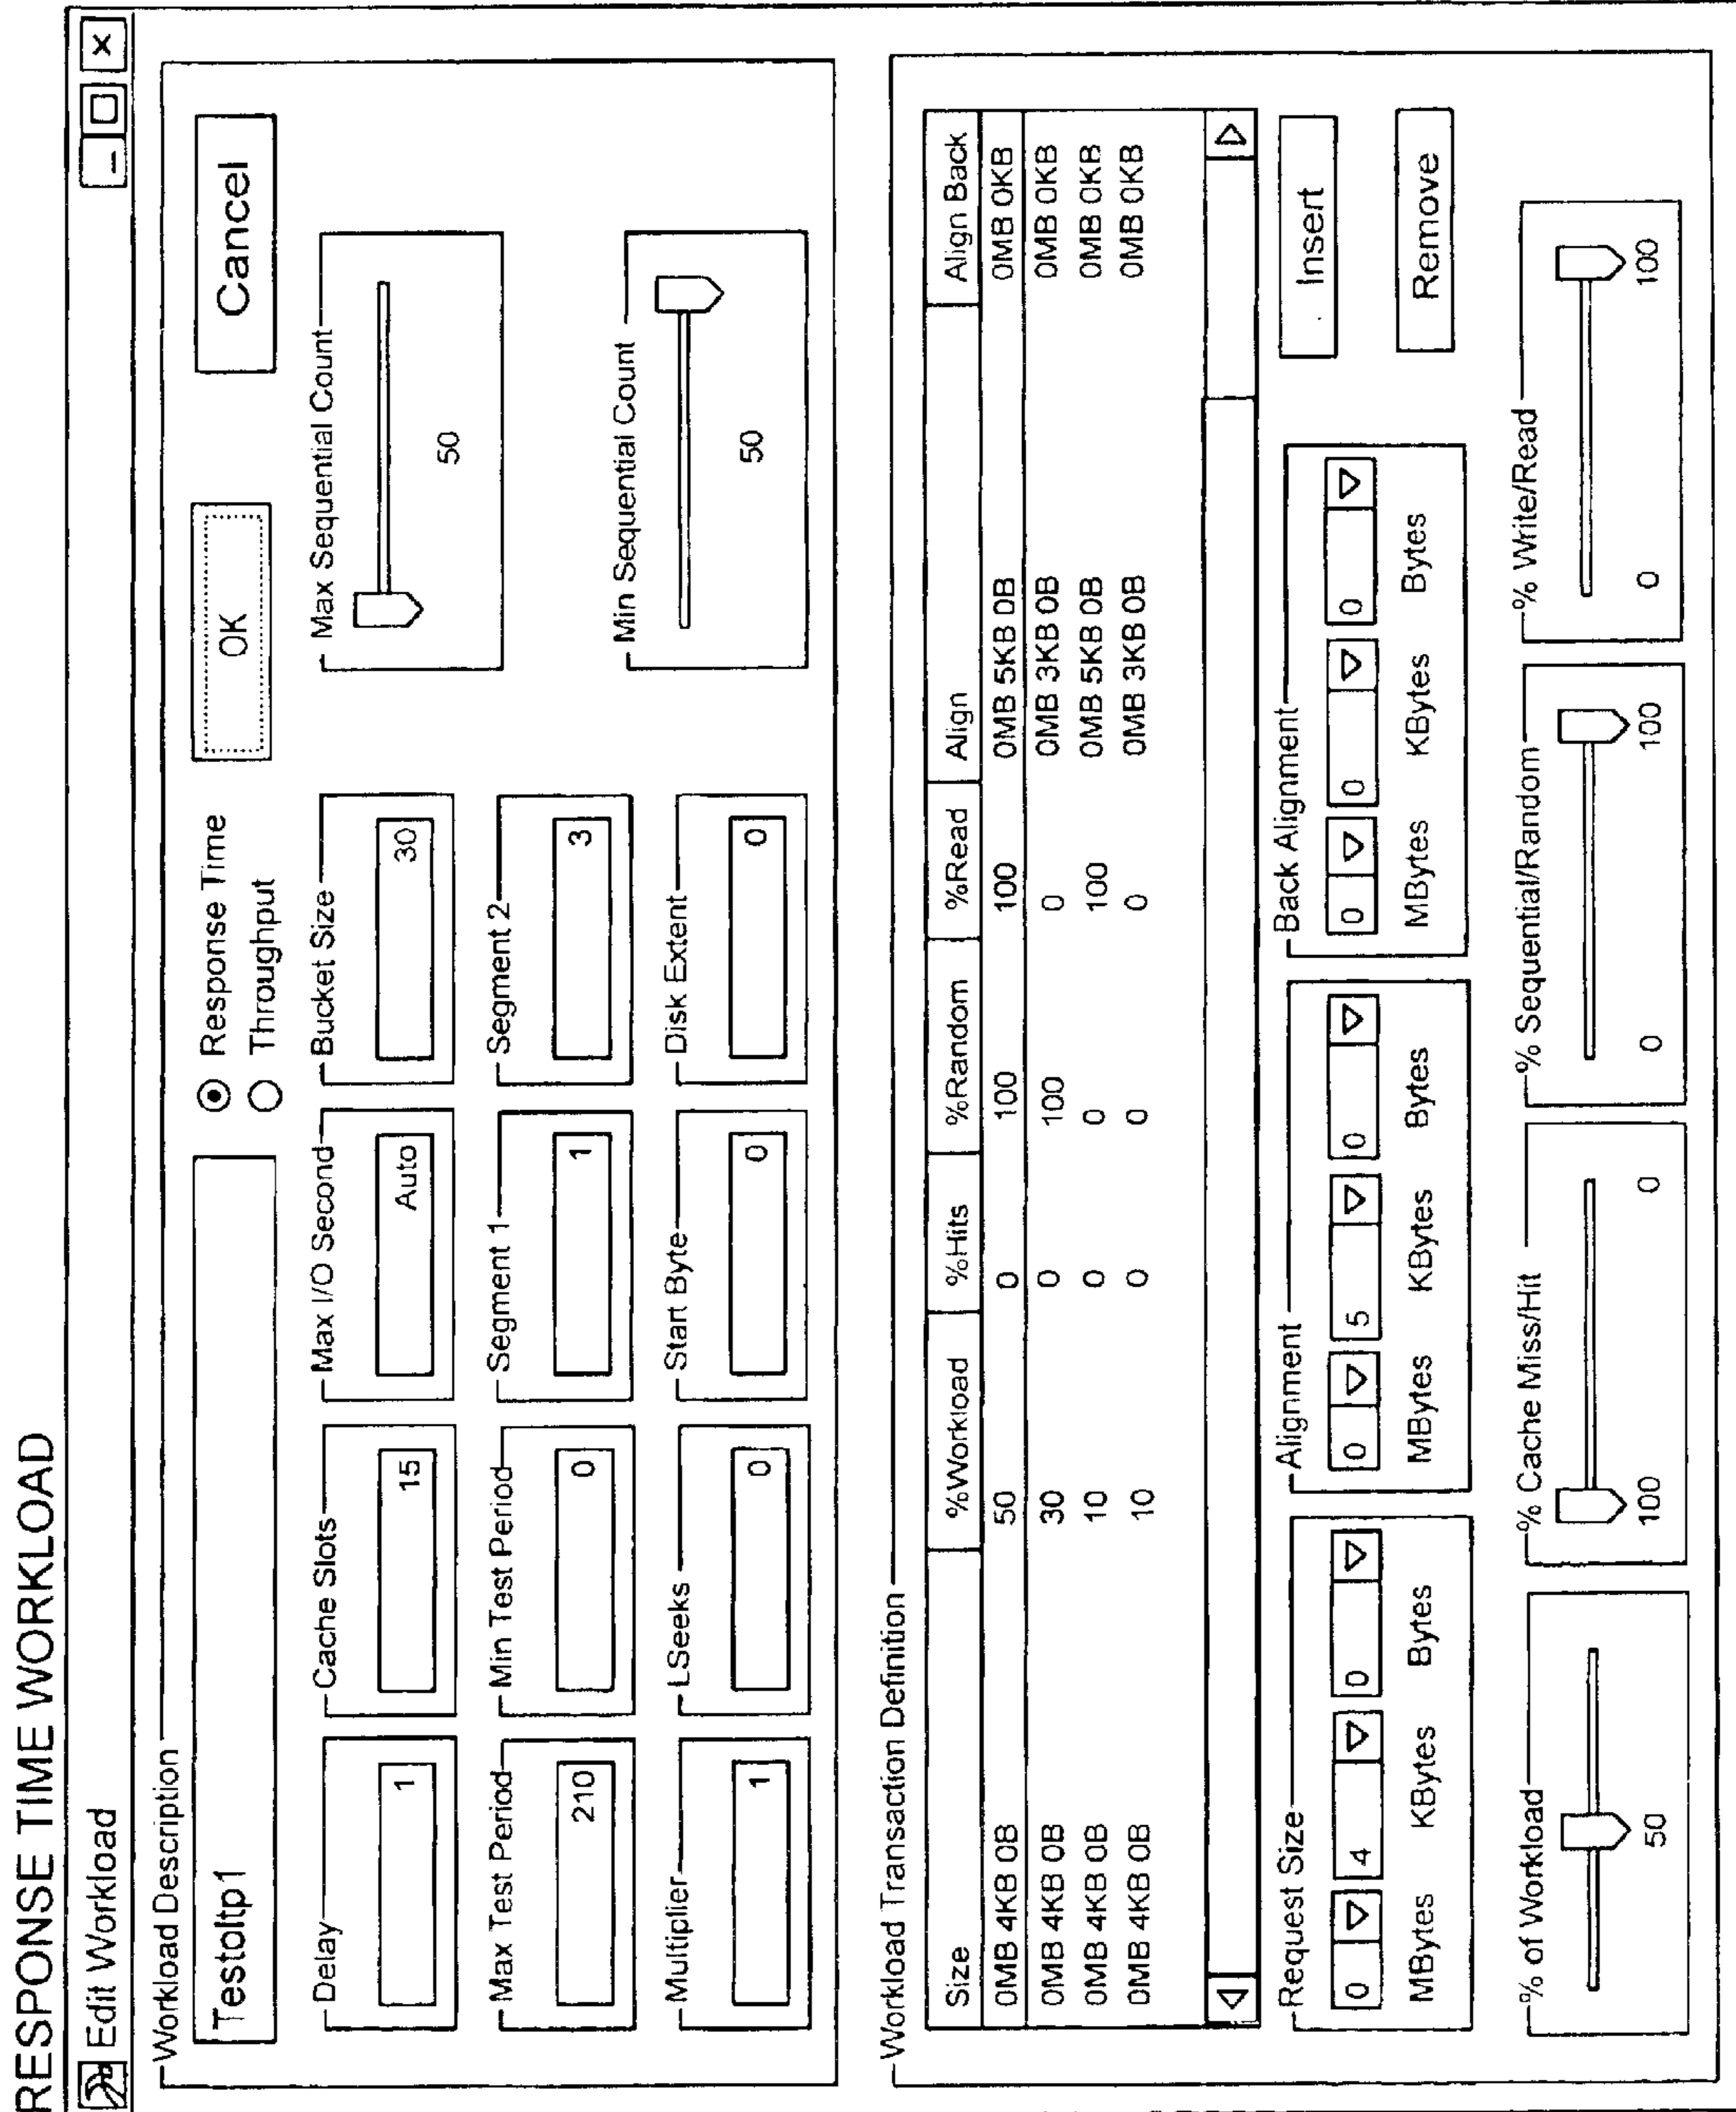 RESPONSE TIME WORKLOAD
Edit Workload
Workload Description
Testoltp1
Response Time
Throughput
OK
Cancel
Delay
1
Cache Slots
15
Max I/O Second
Auto
Bucket Size
30
Max Sequential Count
50
Max Test Period
210
Min Test Period
0
Segment 1
1
Segment 2
3
Multiplier
1
LSeeks
0
Start Byte
0
Disk Extent
0
Min Sequential Count
50
Workload Transaction Definition
Size %Workload %Hits %Random %Read Align Align Back
0MB 4KB 0B 50 0 100 100 0MB 5KB 0B 0MB 0KB
0MB 4KB 0B 30 0 100 0 0MB 3KB 0B 0MB 0KB
0MB 4KB 0B 10 0 0 100 0MB 5KB 0B 0MB 0KB
0MB 4KB 0B 10 0 0 0 0MB 3KB 0B 0MB 0KB
Request Size
0 4 0
MBytes KBytes Bytes
Alignment
0 5 0
MBytes KBytes Bytes
Back Alignment
0 0 0
MBytes KBytes Bytes
Insert
Remove
% of Workload
50
% Cache Miss/Hit
100 0
% Sequential/Random
0 100
% Write/Read
0 100